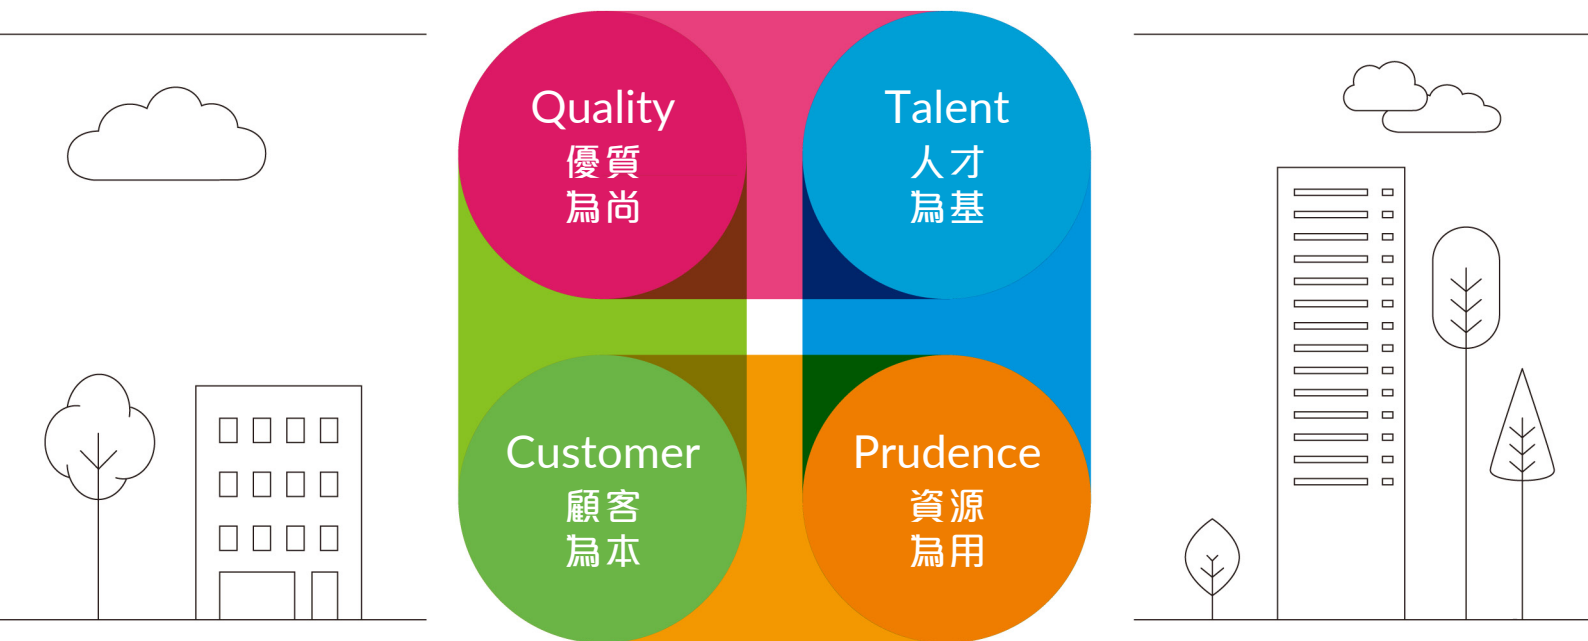 Quality
優質
為尚
Talent
人才
為基
Customer
顧客
為本
Prudence
資源
為用